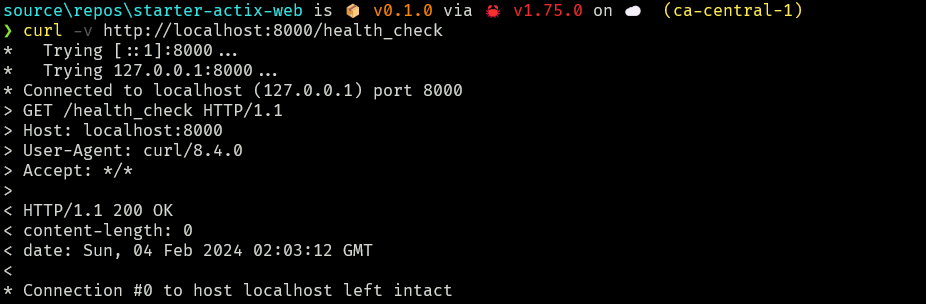 source\repos\starter-actix-web is 📦 v0.1.0 via 🦀 v1.75.0 on ☁️ (ca-central-1)
❯ curl -v http://localhost:8000/health_check
*   Trying [::1]:8000...
*   Trying 127.0.0.1:8000...
* Connected to localhost (127.0.0.1) port 8000
> GET /health_check HTTP/1.1
> Host: localhost:8000
> User-Agent: curl/8.4.0
> Accept: */*
>
< HTTP/1.1 200 OK
< content-length: 0
< date: Sun, 04 Feb 2024 02:03:12 GMT
<
* Connection #0 to host localhost left intact